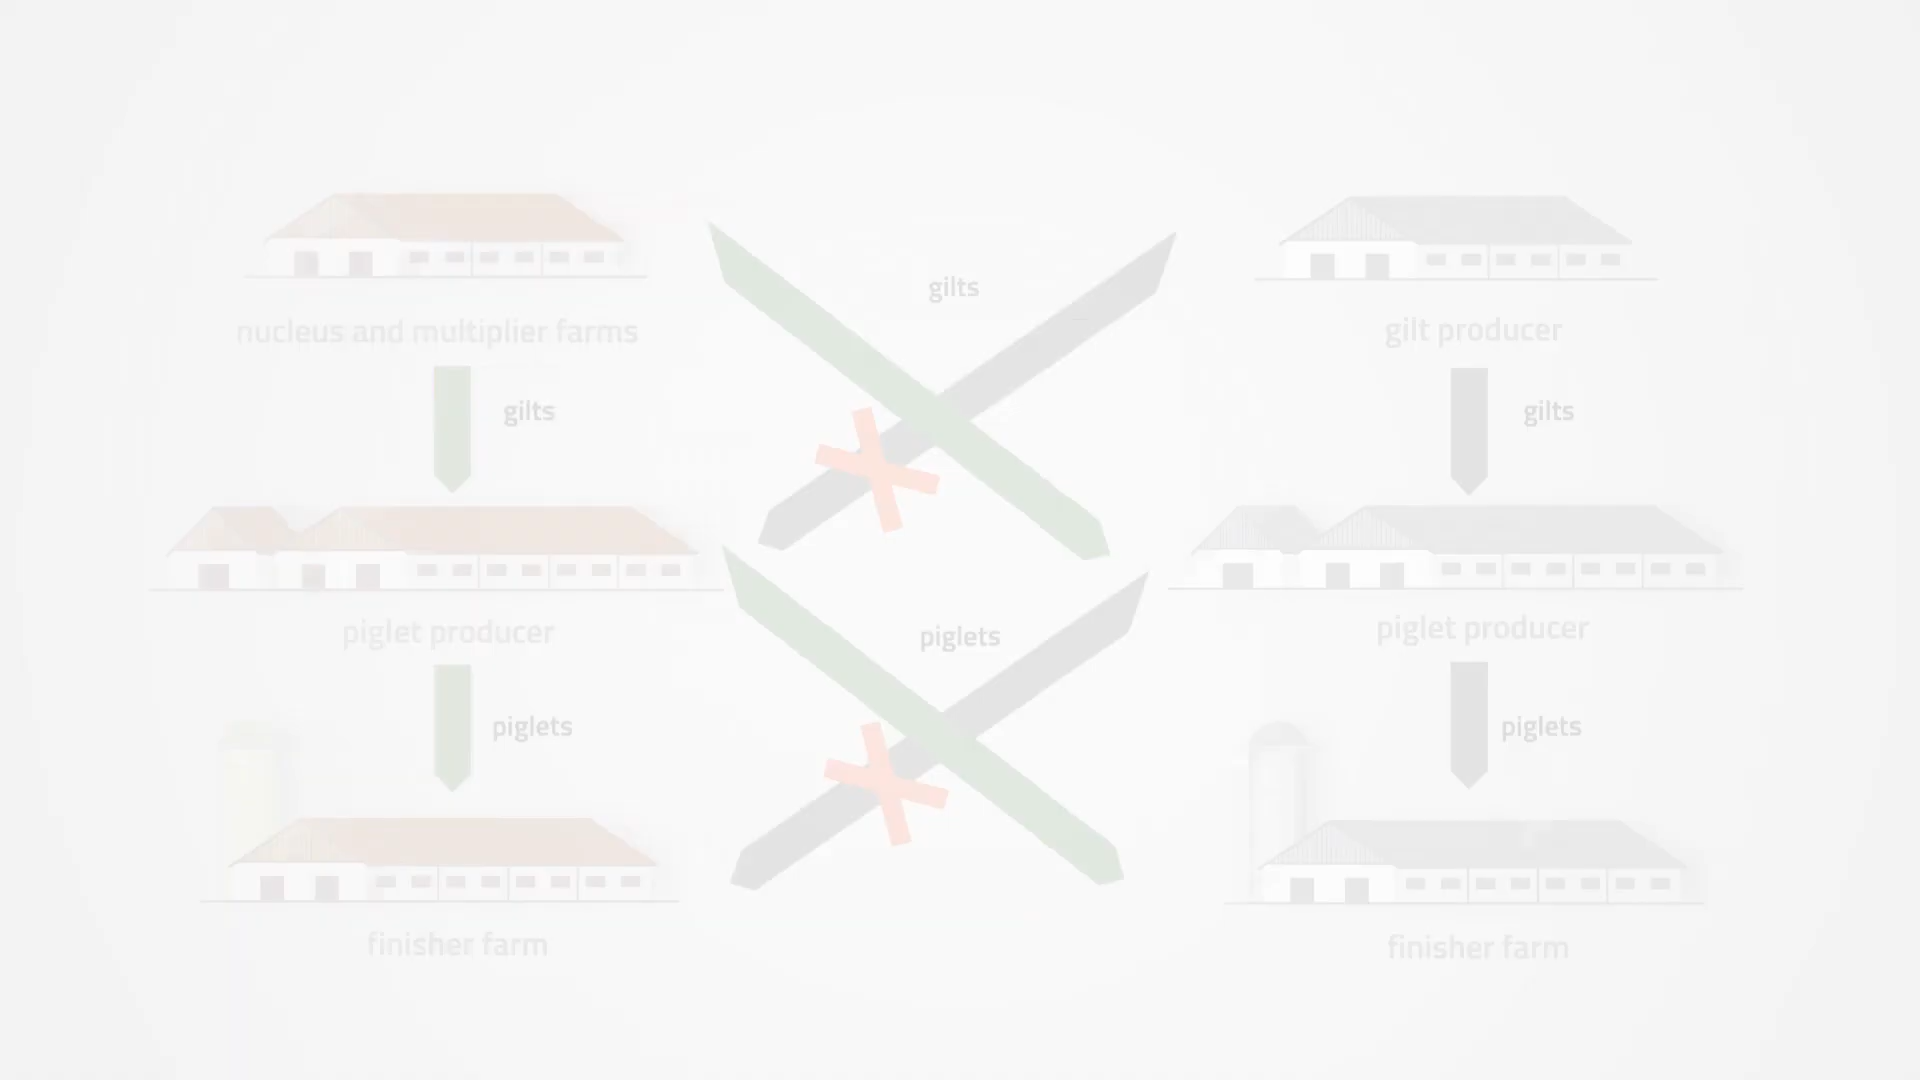 gilts
nucleus and multiplier farms
gilt producer
gilts
gilts
piglet producer
piglets
piglet producer
piglets
piglets
finisher farm
finisher farm